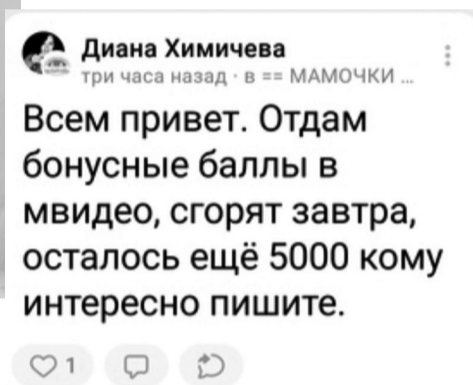 Диана Химичева
три часа назад · в == МАМОЧКИ ...
Всем привет. Отдам
бонусные баллы в
мвидео, сгорят завтра,
осталось ещё 5000 кому
интересно пишите.
1